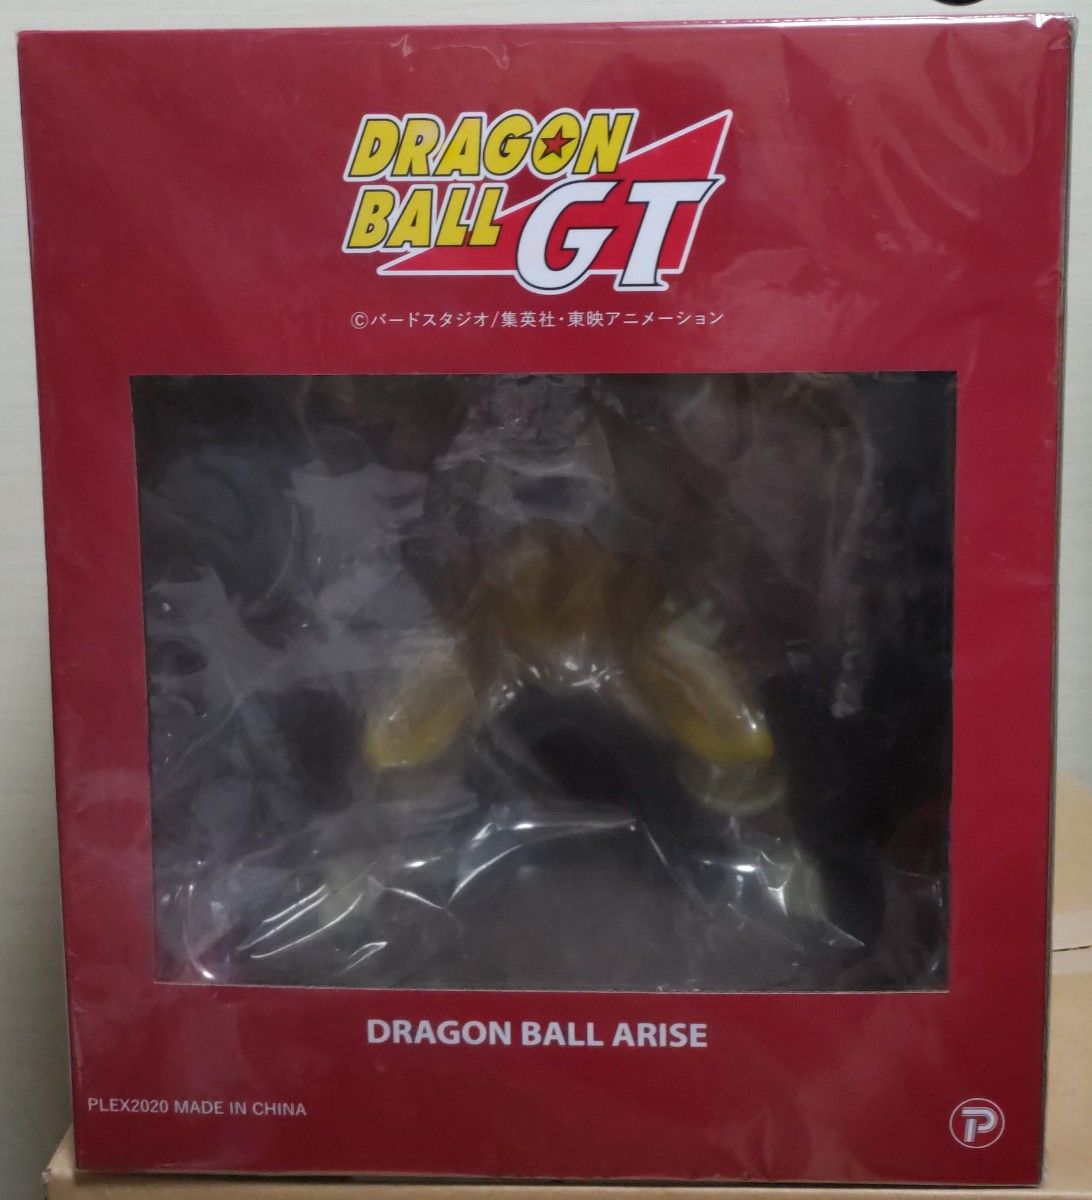 DRAGON
BALL GT
©バードスタジオ/集英社・東映アニメーション
DRAGON BALL ARISE
PLEX2020 MADE IN CHINA
P